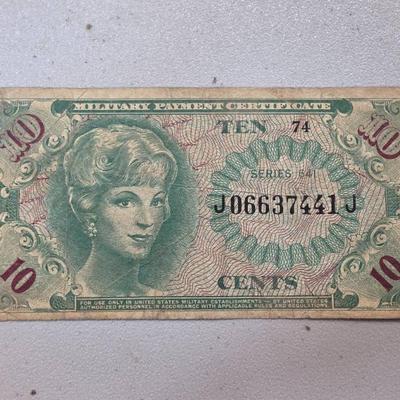 MILITARY PAYMENT CERTIFICATE
10 TEN 74 10
SERIES 641
J06637441J
10 CENTS 10
FOR USE ONLY IN UNITED STATES MILITARY ESTABLISHMENTS - BY UNITED STATES
AUTHORIZED PERSONNEL IN ACCORDANCE WITH APPLICABLE RULES AND REGULATIONS.